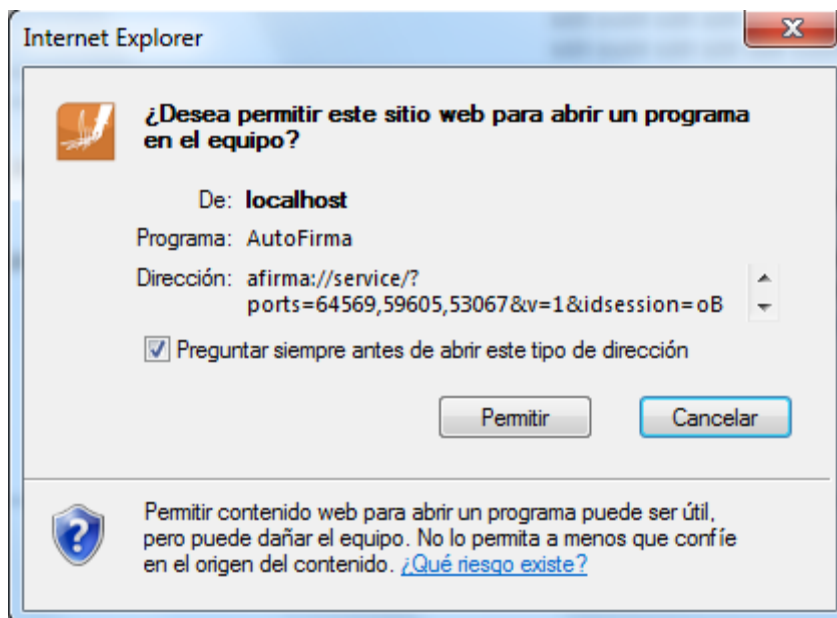 Internet Explorer
¿Desea permitir este sitio web para abrir un programa
en el equipo?
De: localhost
Programa: AutoFirma
Dirección: afirma://service/?
ports=64569,59605,53067&v=1&idsession=oB
Preguntar siempre antes de abrir este tipo de dirección
Permitir Cancelar
Permitir contenido web para abrir un programa puede ser útil,
pero puede dañar el equipo. No lo permita a menos que confíe
en el origen del contenido. ¿Qué riesgo existe?